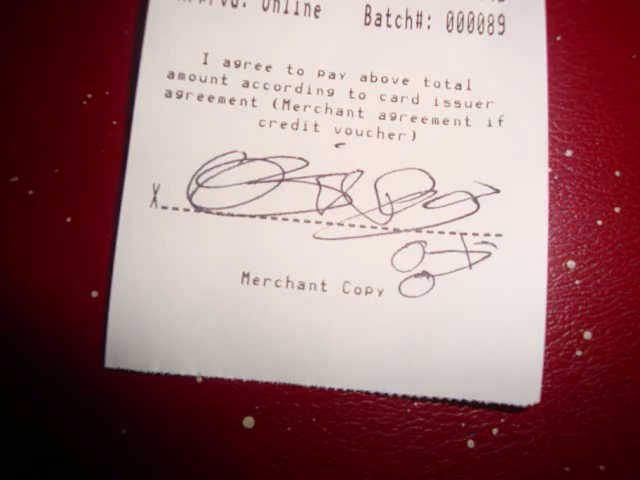 Online Batch#: 000089
I agree to pay above total
amount according to card issuer
agreement (Merchant agreement if
credit voucher)
X
Merchant Copy